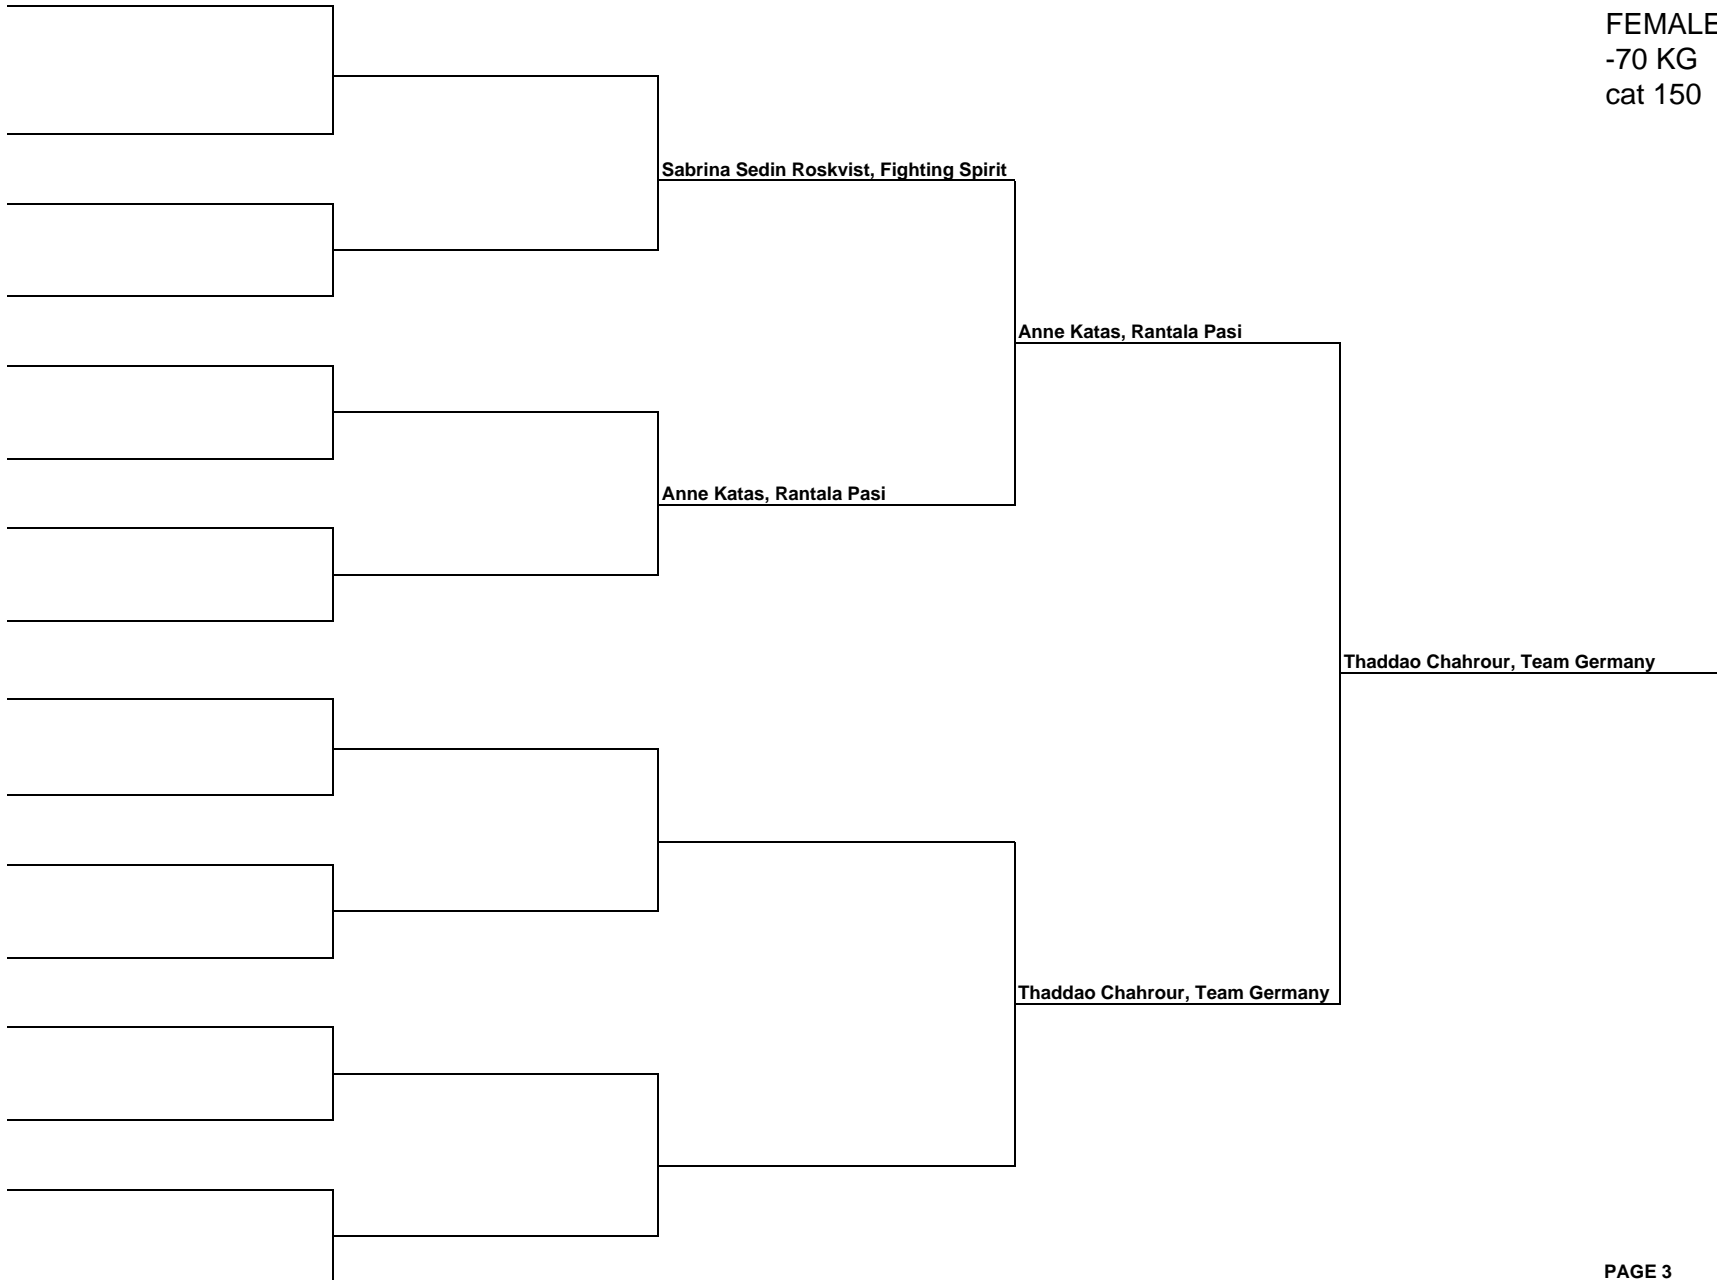 FEMALE
-70 KG
cat 150
Sabrina Sedin Roskvist, Fighting Spirit
Anne Katas, Rantala Pasi
Anne Katas, Rantala Pasi
Thaddao Chahrour, Team Germany
Thaddao Chahrour, Team Germany
PAGE 3